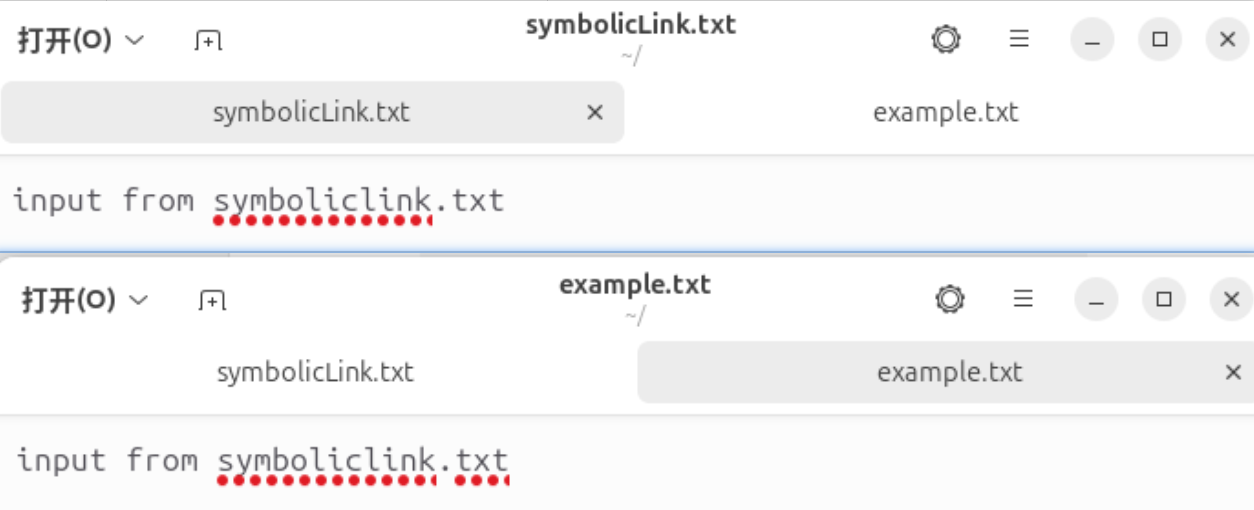 打开(O)
symbolicLink.txt
~/
symbolicLink.txt
example.txt
input from symboliclink.txt
打开(O)
example.txt
~/
symbolicLink.txt
example.txt
input from symboliclink.txt